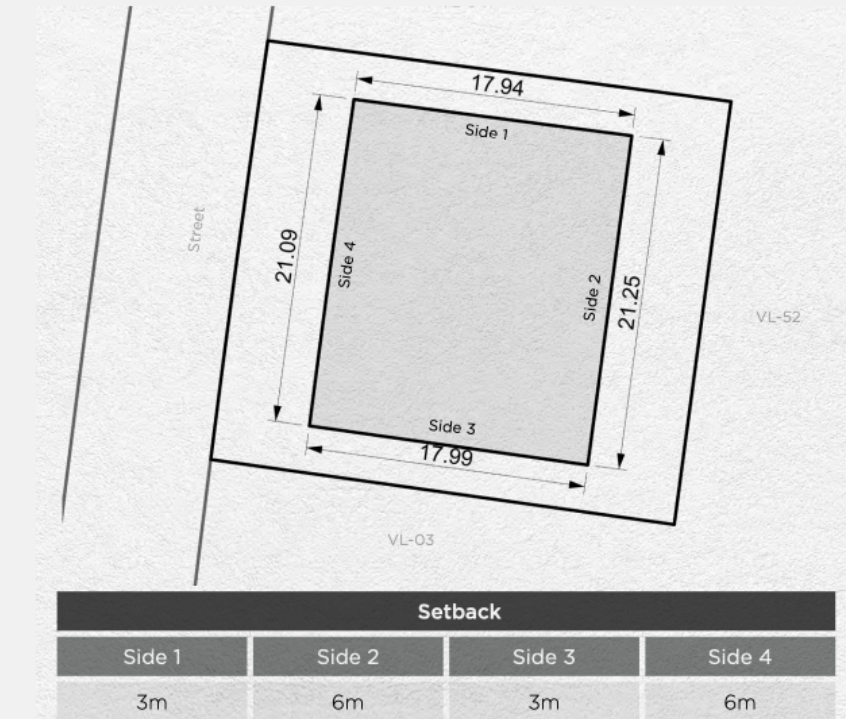 17.94
Side 1
Street
21.09
Side 4
Side 2
21.25
VL-52
Side 3
17.99
VL-03
Setback
Side 1 Side 2 Side 3 Side 4
3m 6m 3m 6m